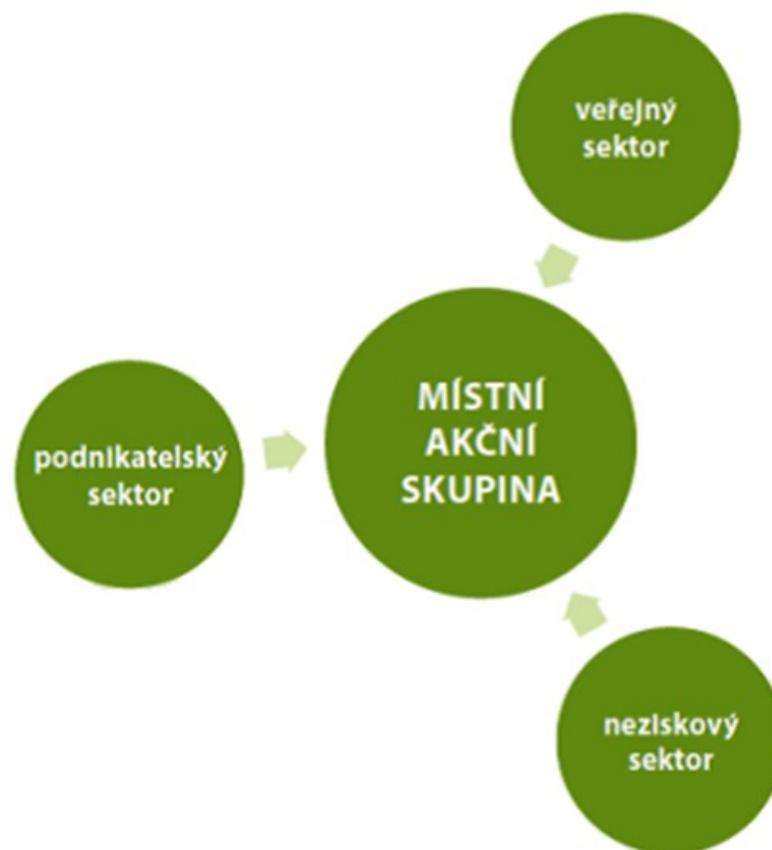 veřejný
sektor
MÍSTNÍ
AKČNÍ
SKUPINA
podnikatelský
sektor
neziskový
sektor